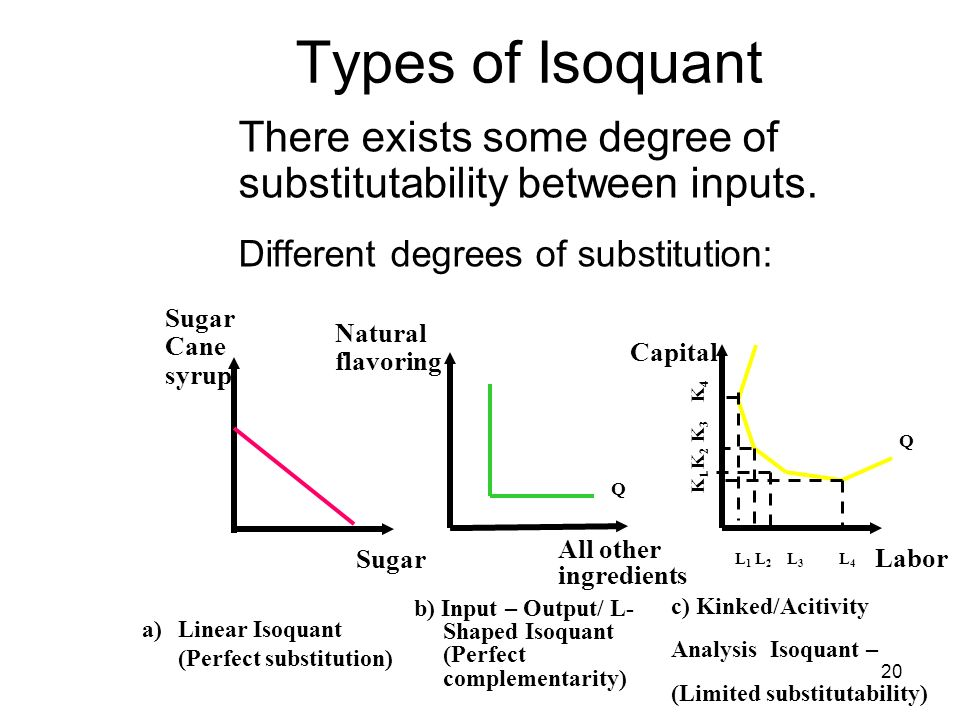 Types of Isoquant
There exists some degree of
substitutability between inputs.
Different degrees of substitution:
Sugar
Cane
syrup
Sugar
a) Linear Isoquant
(Perfect substitution)
Natural
flavoring
Q
All other
ingredients
b) Input – Output/ L-
Shaped Isoquant
(Perfect
complementarity)
Capital
K1 K2 K3 K4
Q
L1 L2 L3 L4
Labor
c) Kinked/Acitivity
Analysis Isoquant –
(Limited substitutability)
20